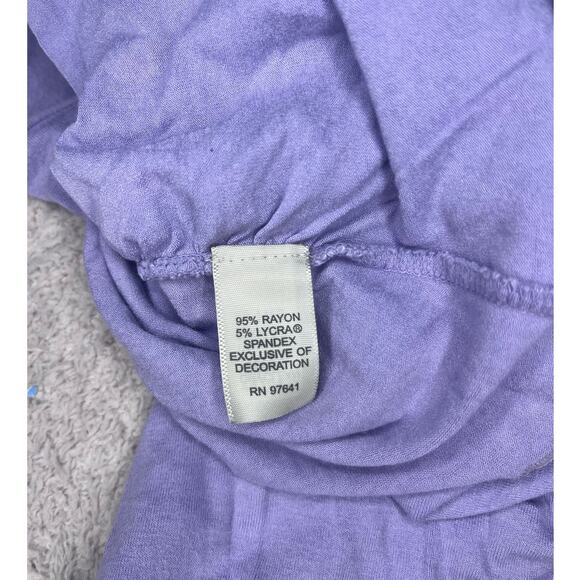 95% RAYON
5% LYCRA®
SPANDEX
EXCLUSIVE OF
DECORATION
RN 97641